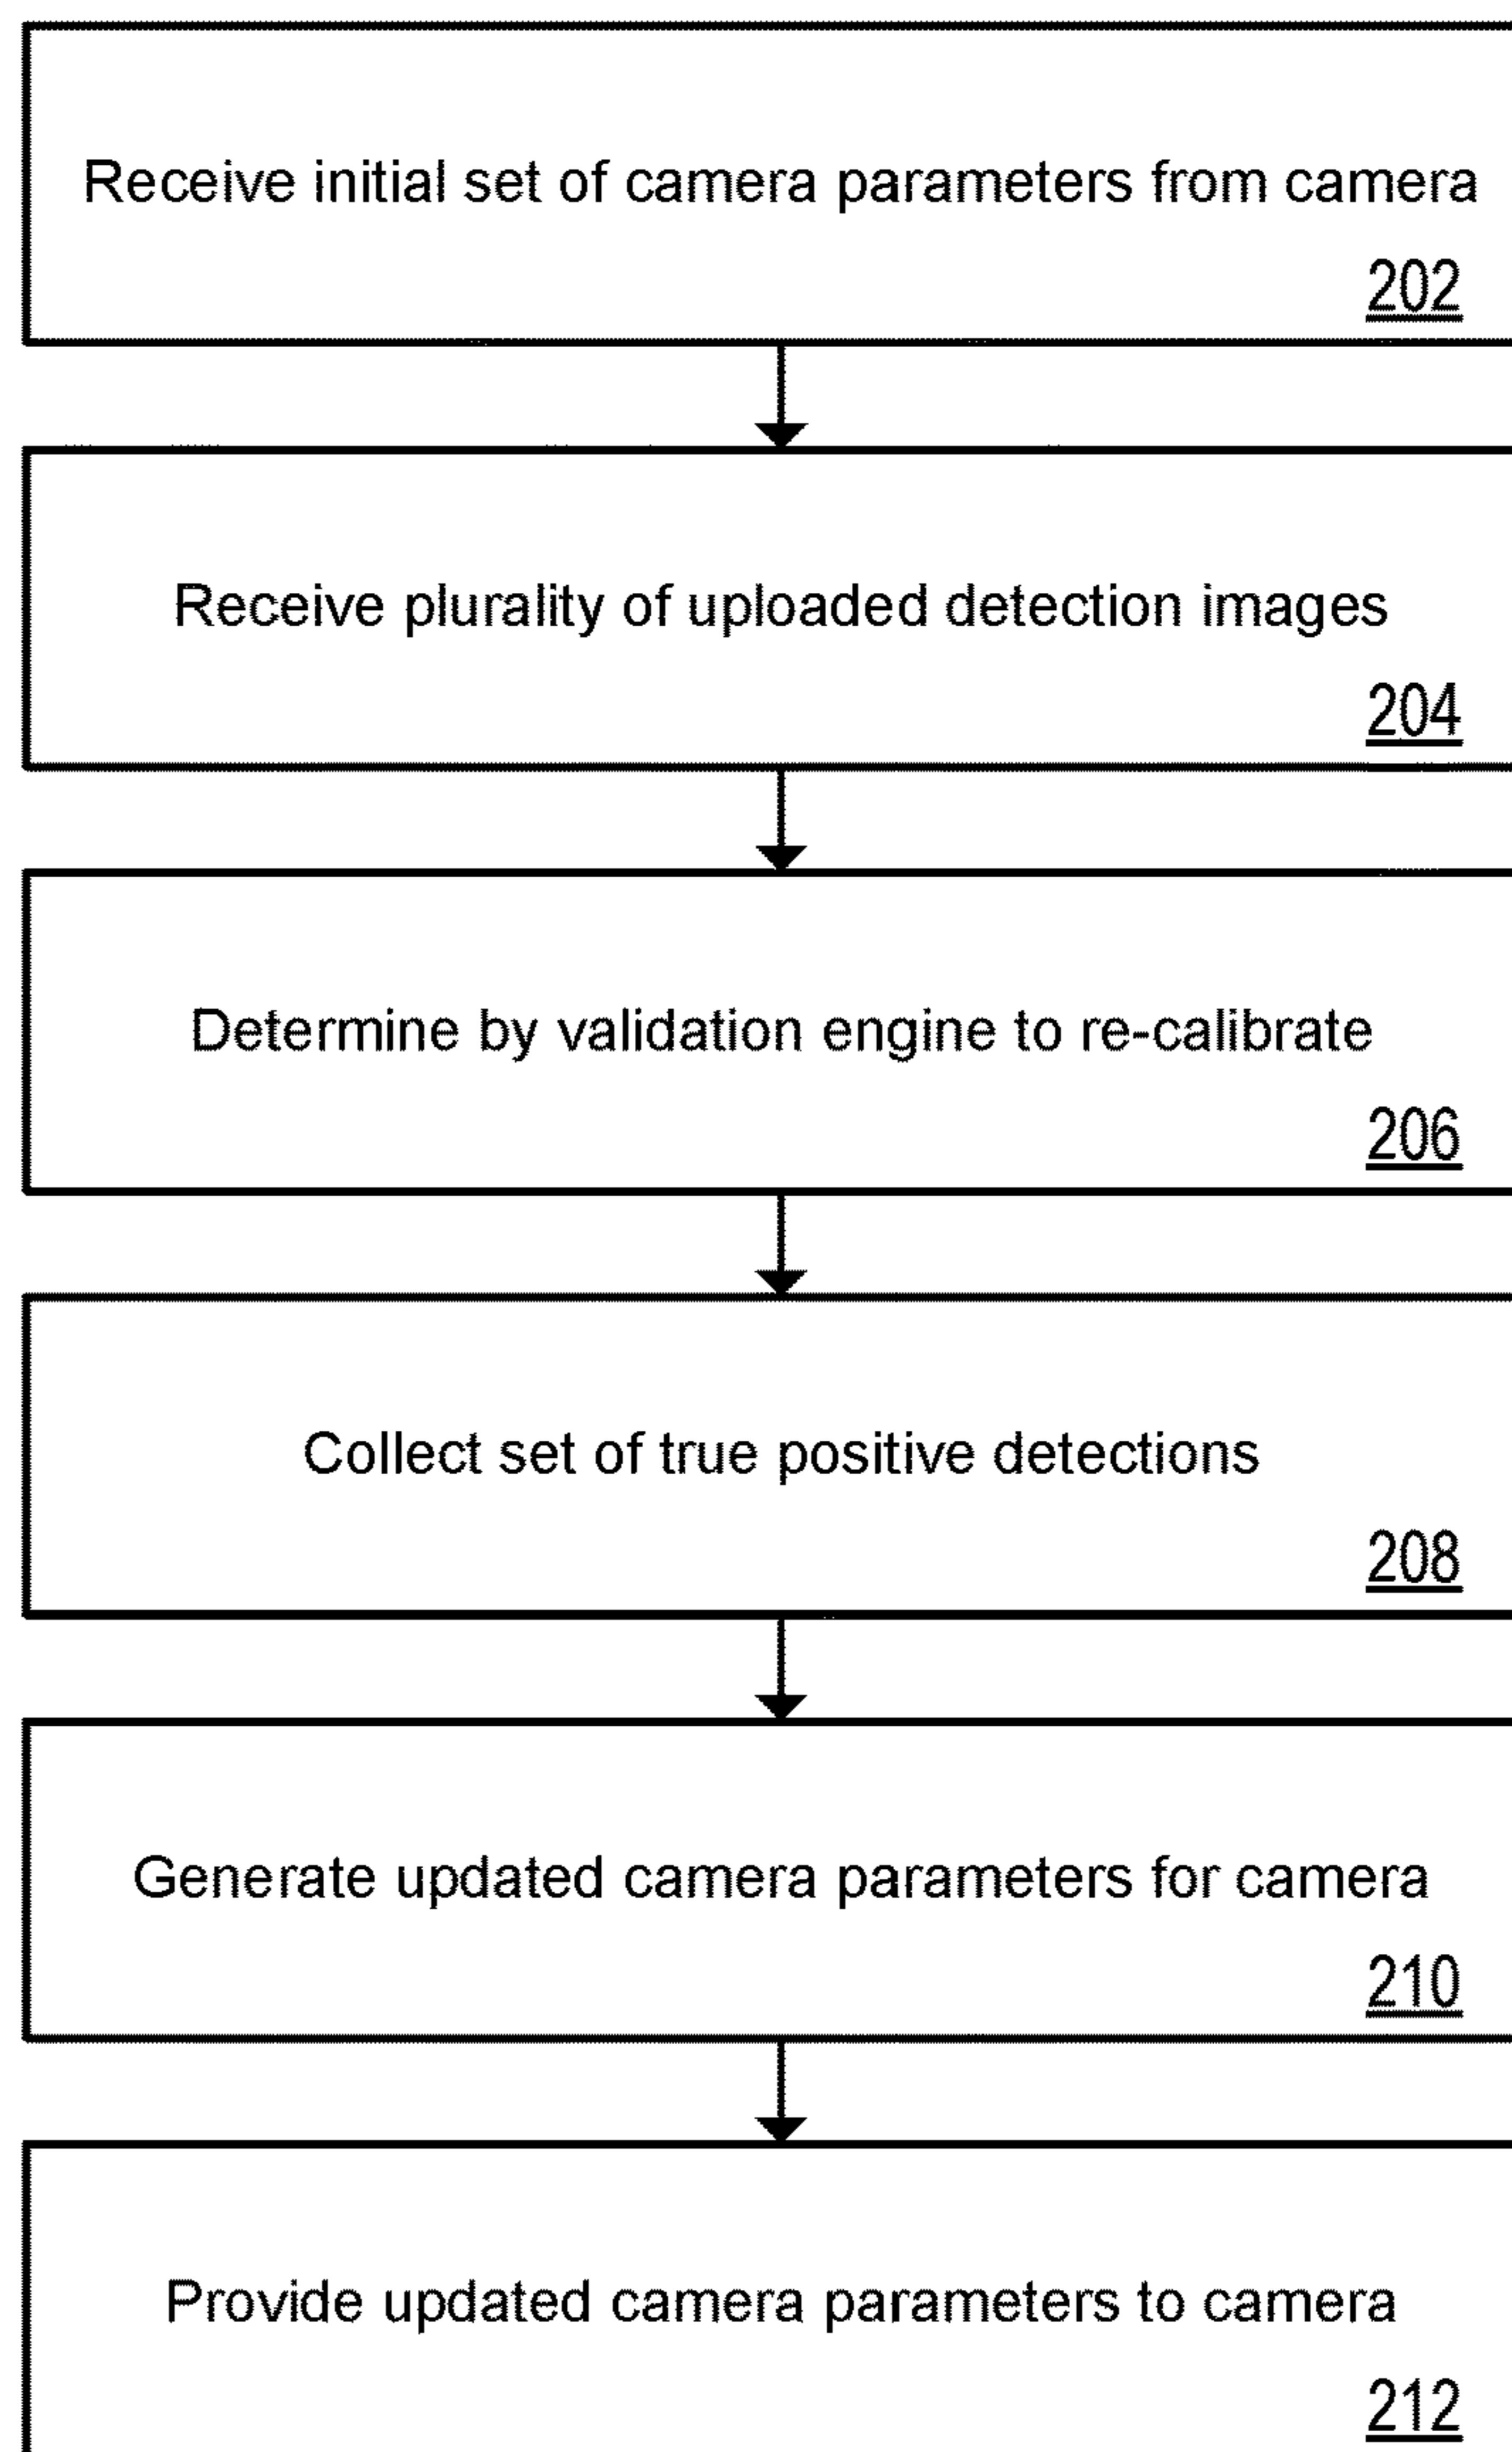 Receive initial set of camera parameters from camera
202
Receive plurality of uploaded detection images
204
Determine by validation engine to re-calibrate
206
Collect set of true positive detections
208
Generate updated camera parameters for camera
210
Provide updated camera parameters to camera
212